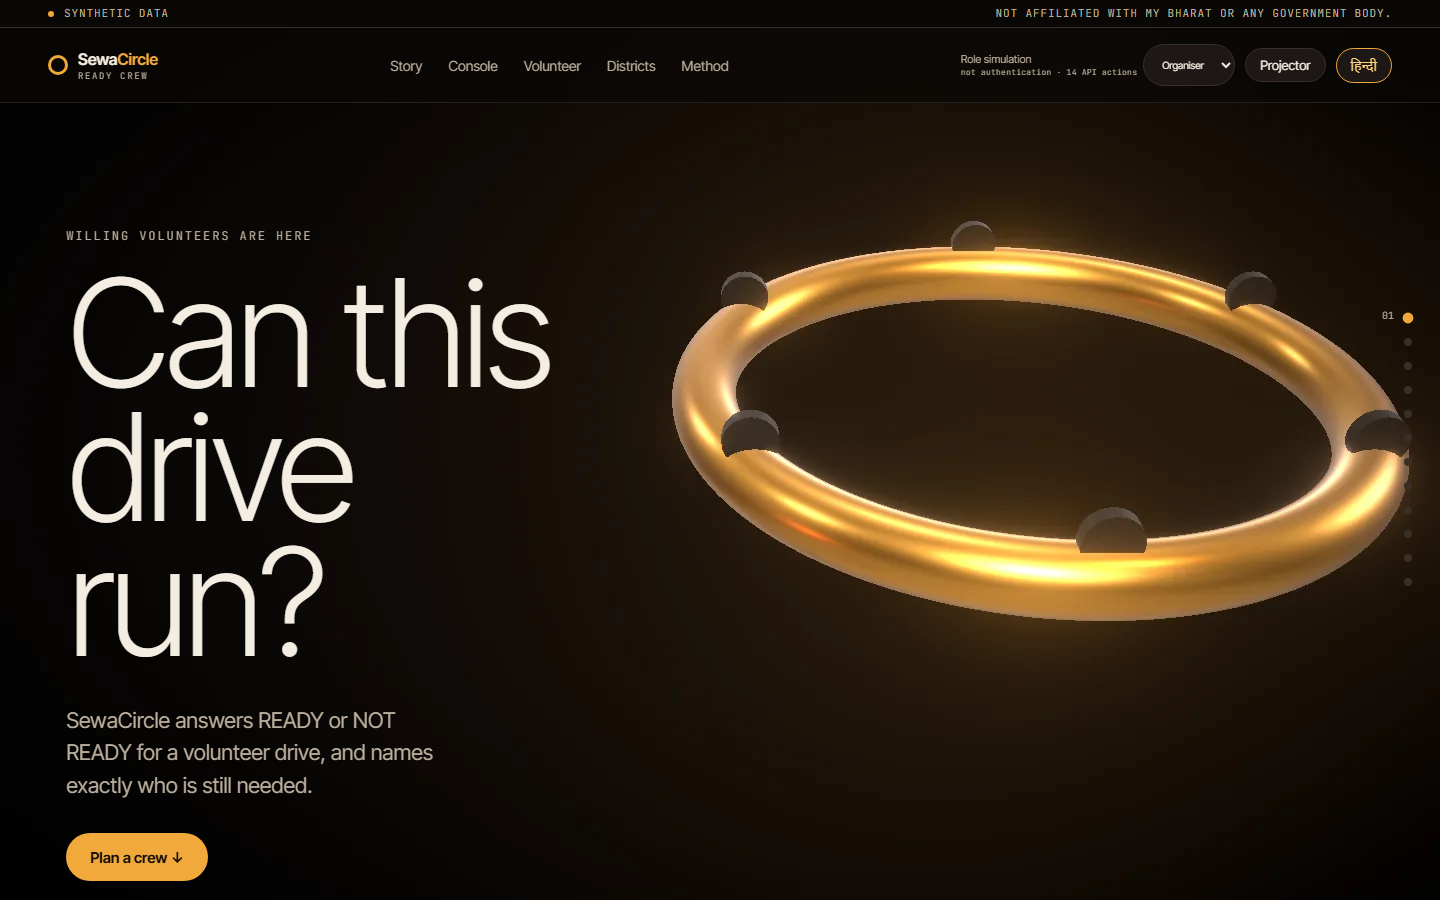 SYNTHETIC DATA
NOT AFFILIATED WITH MY BHARAT OR ANY GOVERNMENT BODY.
SewaCircle
READY CREW
Story
Console
Volunteer
Districts
Method
Role simulation
not authentication · 14 API actions
Organiser
Projector
हिन्दी
WILLING VOLUNTEERS ARE HERE
Can this
drive
run?
01
SewaCircle answers READY or NOT
READY for a volunteer drive, and names
exactly who is still needed.
Plan a crew ↓